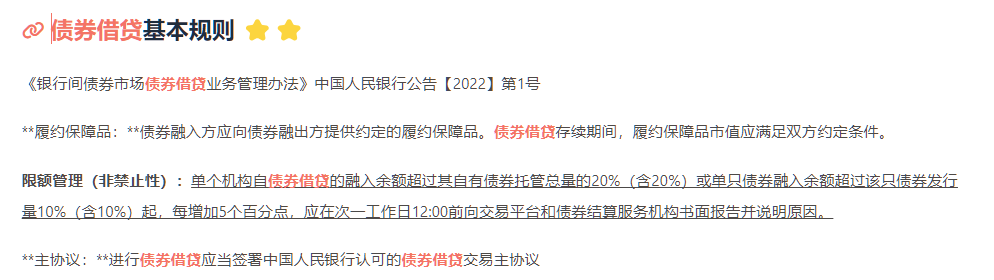 债券借贷基本规则
《银行间债券市场债券借贷业务管理办法》中国人民银行公告【2022】第1号
**履约保障品：**债券融入方应向债券融出方提供约定的履约保障品。债券借贷存续期间，履约保障品市值应满足双方约定条件。
限额管理（非禁止性）：单个机构自债券借贷的融入余额超过其自有债券托管总量的20%（含20%）或单只债券融入余额超过该只债券发行
量10%（含10%）起，每增加5个百分点，应在次一工作日12:00前向交易平台和债券结算服务机构书面报告并说明原因。
**主协议：**进行债券借贷应当签署中国人民银行认可的债券借贷交易主协议